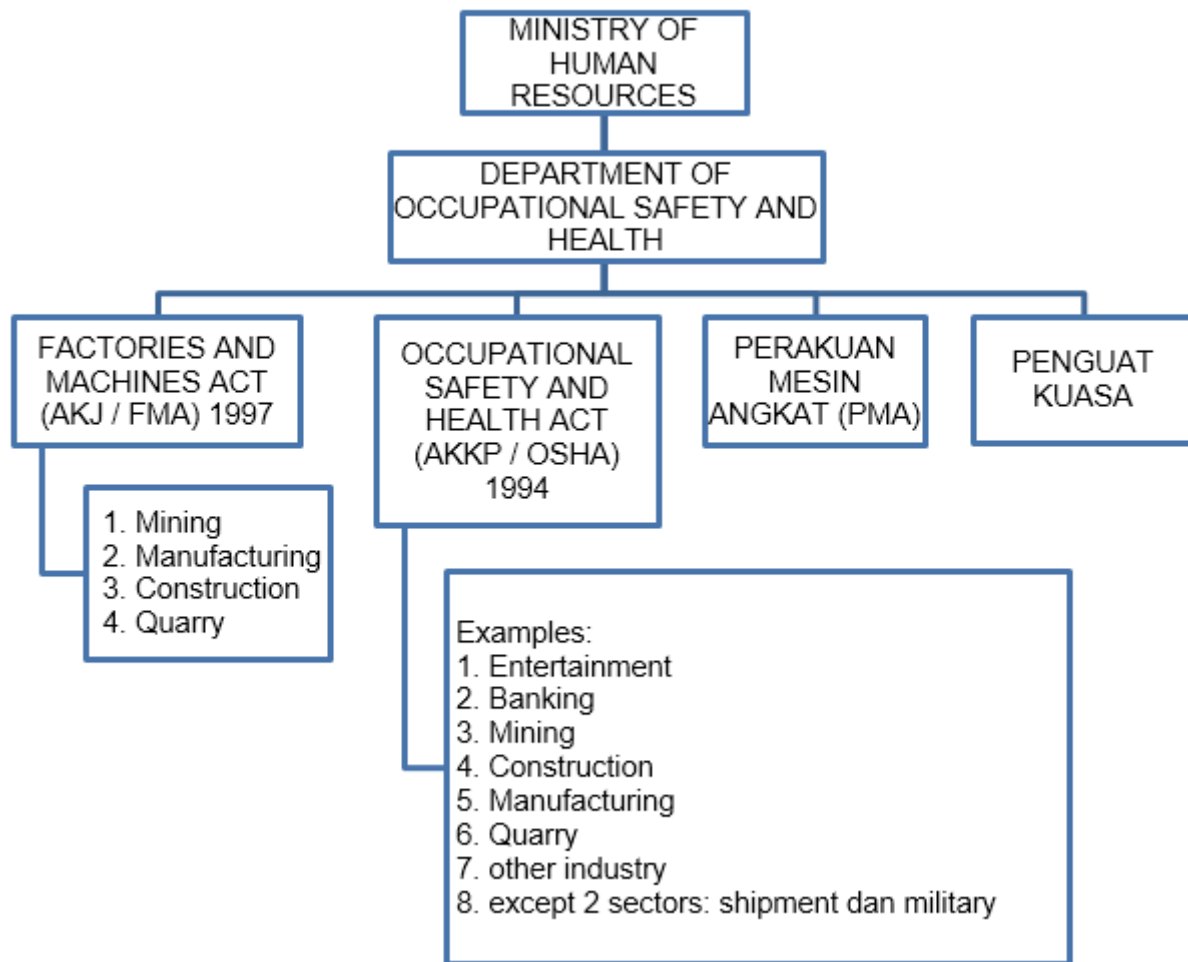 MINISTRY OF
HUMAN
RESOURCES
DEPARTMENT OF
OCCUPATIONAL SAFETY AND
HEALTH
FACTORIES AND
MACHINES ACT
(AKJ / FMA) 1997
OCCUPATIONAL
SAFETY AND
HEALTH ACT
(AKKP / OSHA)
1994
PERAKUAN
MESIN
ANGKAT (PMA)
PENGUAT
KUASA
1. Mining
2. Manufacturing
3. Construction
4. Quarry
Examples:
1. Entertainment
2. Banking
3. Mining
4. Construction
5. Manufacturing
6. Quarry
7. other industry
8. except 2 sectors: shipment dan military